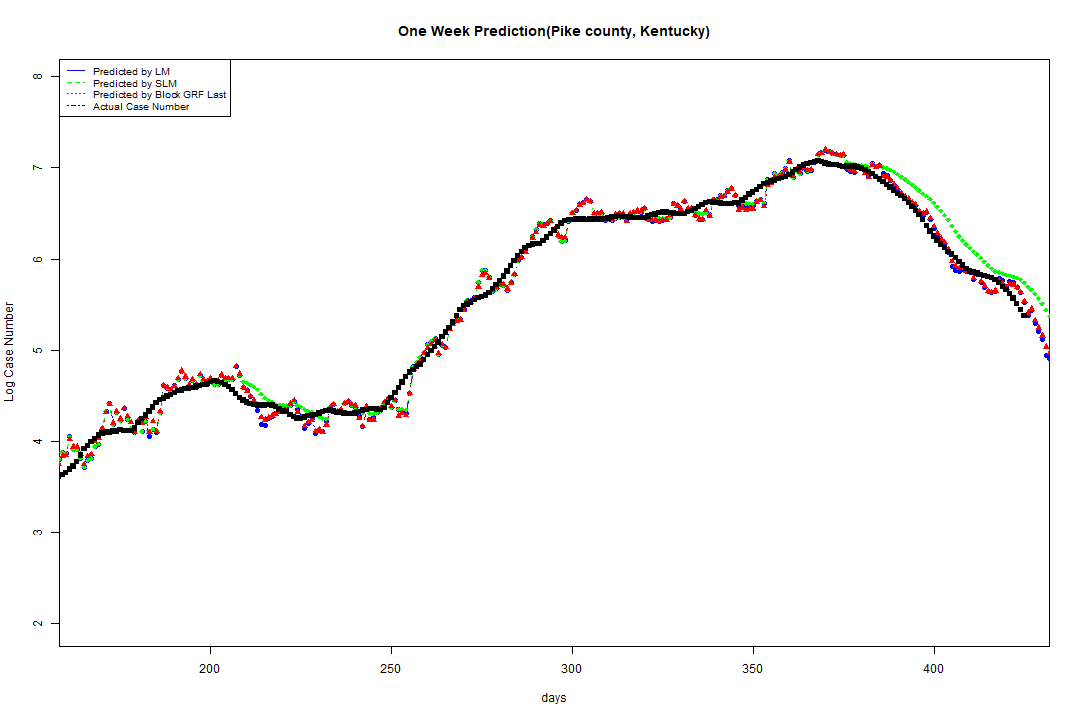 One Week Prediction(Pike county, Kentucky)
Predicted by LM
Predicted by SLM
Predicted by Block GRF Last
Actual Case Number
8
7
6
5
4
3
2
Log Case Number
200 250 300 350 400
days